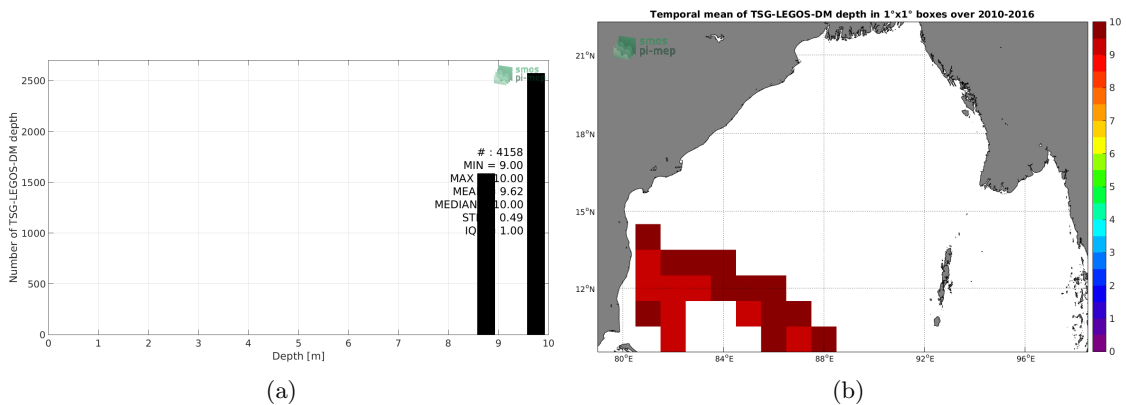 Temporal mean of TSG-LEGOS-DM depth in 1°x1° boxes over 2010-2016
smos
pi-mep
Number of TSG-LEGOS-DM depth
2500
2000
1500
1000
500
0
# : 4158
MIN = 9.00
MAX 10.00
MEA 9.62
MEDIAN 10.00
ST 0.49
IQ 1.00
0 1 2 3 4 5 6 7 8 9 10
Depth [m]
(a)
smos
pi-mep
21°N
18°N
15°N
12°N
80°E 84°E 88°E 92°E 96°E
10
9
8
7
6
5
4
3
2
1
0
(b)